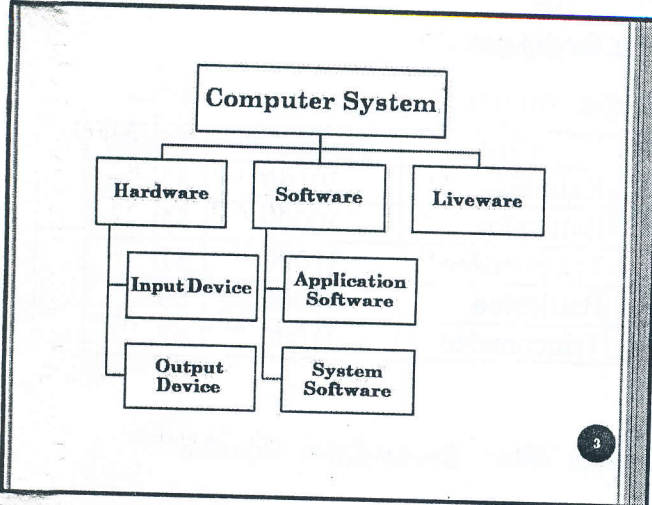 Computer System
Hardware
Software
Liveware
Input Device
Application
Software
Output
Device
System
Software
3